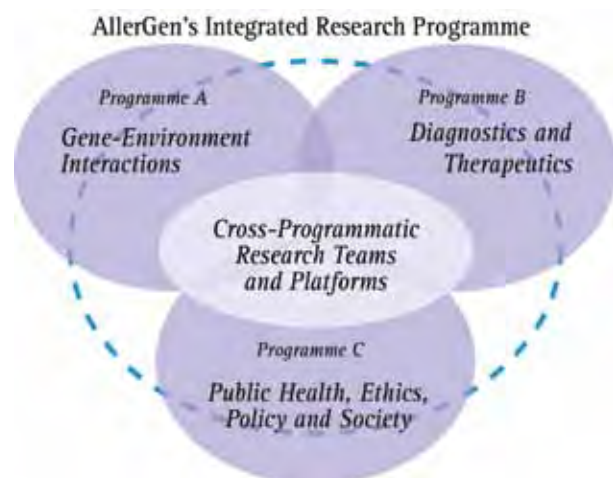 AllerGen's Integrated Research Programme
Programme A
Gene-Environment
Interactions
Programme B
Diagnostics and
Therapeutics
Cross-Programmatic
Research Teams
and Platforms
Programme C
Public Health, Ethics,
Policy and Society